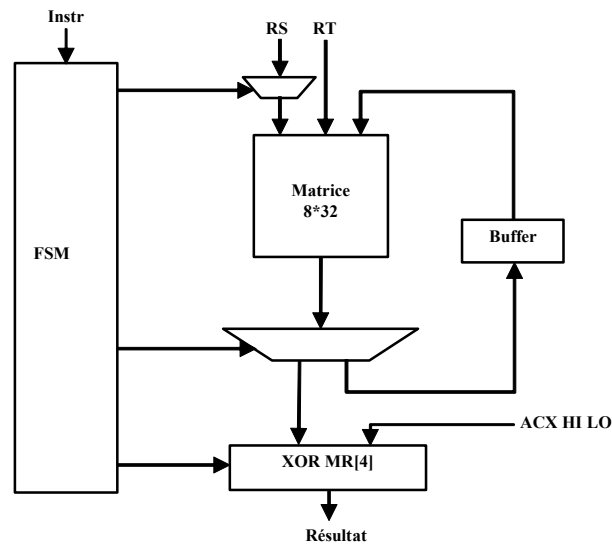 Instr
RS
RT
Matrice
8*32
Buffer
FSM
ACX HI LO
XOR MR[4]
Résultat